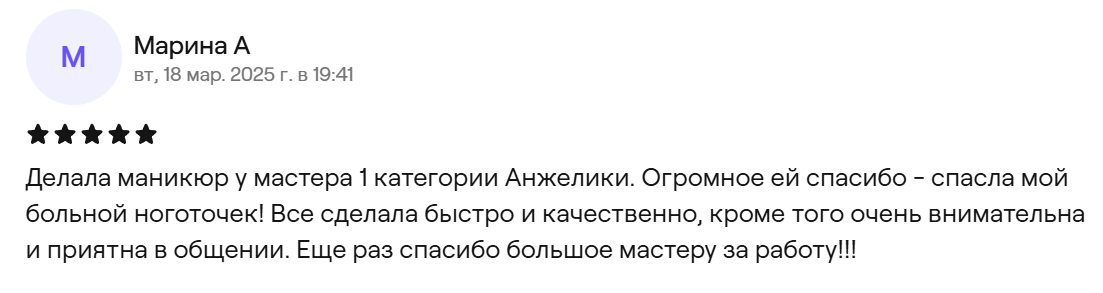 М
Марина А
вт, 18 мар. 2025 г. в 19:41
Делала маникюр у мастера 1 категории Анжелики. Огромное ей спасибо - спасла мой
больной ноготочек! Все сделала быстро и качественно, кроме того очень внимательна
и приятна в общении. Еще раз спасибо большое мастеру за работу!!!